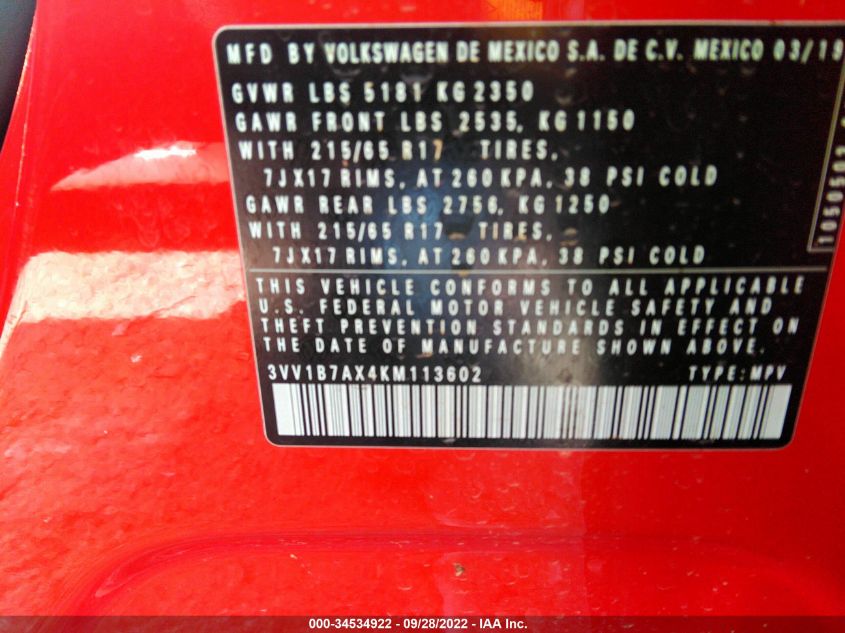 MFD BY VOLKSWAGEN DE MEXICO S.A. DE C.V. MEXICO 03/19
GVWR LBS 5181 KG 2350
GAWR FRONT LBS 2535, KG 1150
WITH 215/65 R17 TIRES,
7JX17 RIMS, AT 260 KPA, 38 PSI COLD
GAWR REAR LBS 2756, KG 1250
WITH 215/65 R17 TIRES,
7JX17 RIMS, AT 260 KPA, 38 PSI COLD
THIS VEHICLE CONFORMS TO ALL APPLICABLE
U.S. FEDERAL MOTOR VEHICLE SAFETY AND
THEFT PREVENTION STANDARDS IN EFFECT ON
THE DATE OF MANUFACTURE SHOWN ABOVE.
3VV1B7AX4KM113602 TYPE: MPV
000-34534922 - 09/28/2022 - IAA Inc.